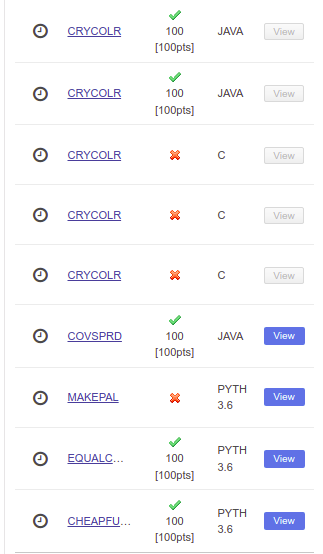 CRYCOLR
100
[100pts]
JAVA
View
CRYCOLR
100
[100pts]
JAVA
View
CRYCOLR
C
View
CRYCOLR
C
View
CRYCOLR
C
View
COVSPRD
100
[100pts]
JAVA
View
MAKEPAL
PYTH
3.6
View
EQUALC...
100
[100pts]
PYTH
3.6
View
CHEAPFU...
100
[100pts]
PYTH
3.6
View